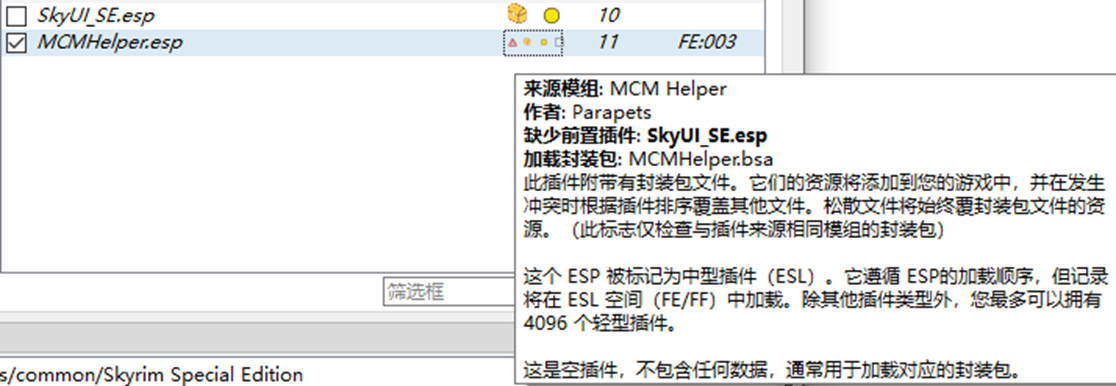 SkyUI_SE.esp 10
MCMHelper.esp 11 FE:003
来源模组: MCM Helper
作者: Parapets
缺少前置插件: SkyUI_SE.esp
加载封装包: MCMHelper.bsa
此插件附带有封装包文件。它们的资源将添加到您的游戏中，并在发生
冲突时根据插件排序覆盖其他文件。松散文件将始终覆封装包文件的资
源。（此标志仅检查与插件来源相同模组的封装包）
这个 ESP 被标记为中型插件（ESL）。它遵循 ESP的加载顺序，但记录
将在 ESL 空间（FE/FF）中加载。除其他插件类型外，您最多可以拥有
4096 个轻型插件。
这是空插件，不包含任何数据，通常用于加载对应的封装包。
筛选框
s/common/Skyrim Special Edition